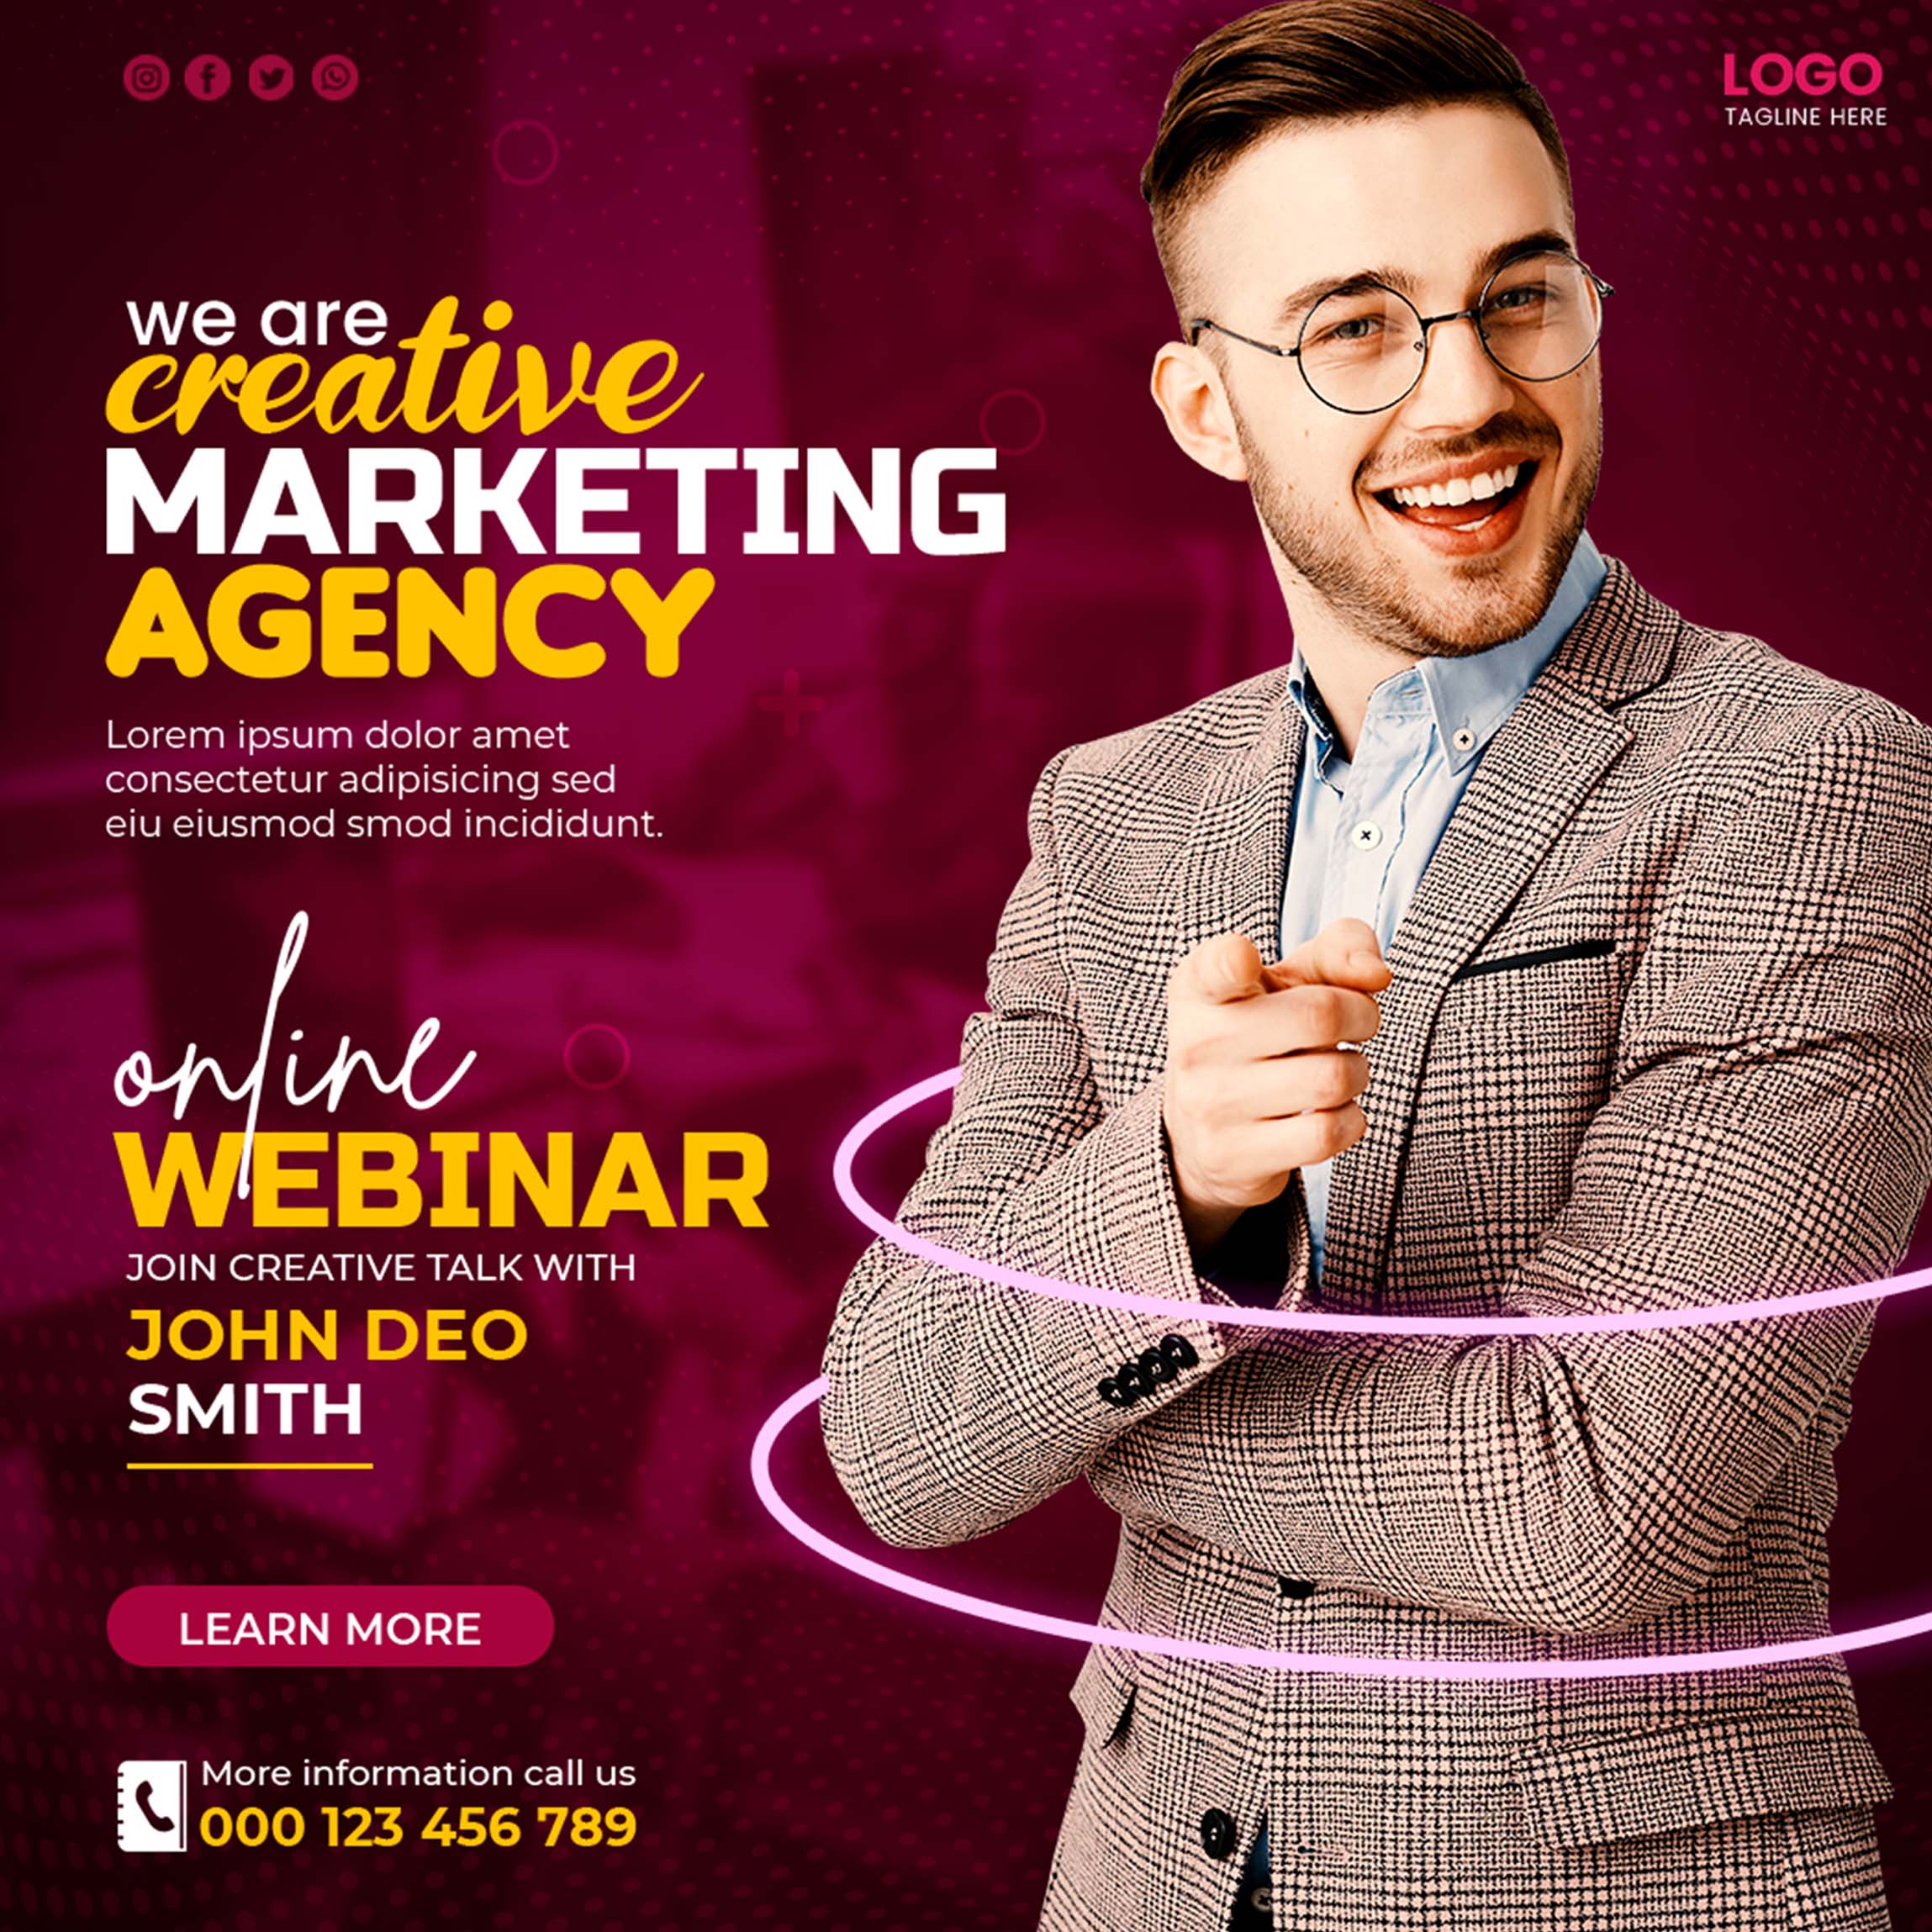 LOGO
TAGLINE HERE
we are
creative
MARKETING
AGENCY
Lorem ipsum dolor amet
consectetur adipisicing sed
eiu eiusmod smod incididunt.
online
WEBINAR
JOIN CREATIVE TALK WITH
JOHN DEO
SMITH
LEARN MORE
More information call us
000 123 456 789